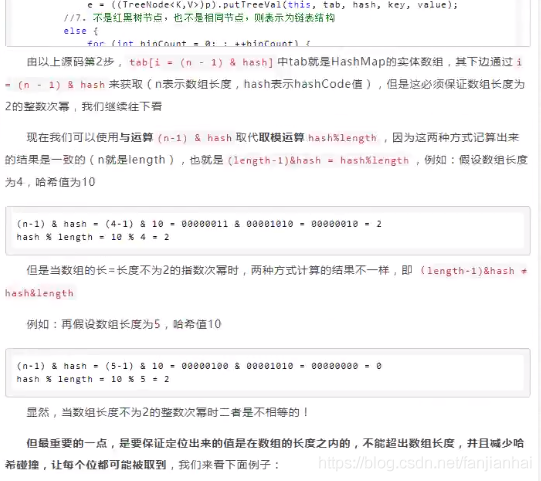 e = ((TreeNode<K,V>)p).putTreeVal(this, tab, hash, key, value);
//7. 不是红黑树节点，也不是相同节点，则表示为链表结构
else {
for (int binCount = 0; ; ++binCount) {
由以上源码第2步，tab[i = (n - 1) & hash]中tab就是HashMap的实体数组，其下边通过i
= (n - 1) & hash来获取（n表示数组长度，hash表示hashCode值），但是这必须保证数组长度为
2的整数次幂，我们继续往下看
现在我们可以使用与运算 (n-1) & hash 取代取模运算 hash%length，因为这两种方式记算出来
的结果是一致的（n就是length），也就是 (length-1)&hash = hash%length，例如：假设数组长度
为4，哈希值为10
(n-1) & hash = (4-1) & 10 = 00000011 & 00001010 = 00000010 = 2
hash % length = 10 % 4 = 2
但是当数组的长=长度不为2的指数次幂时，两种方式计算的结果不一样，即 (length-1)&hash ≠
hash&length
例如：再假设数组长度为5，哈希值10
(n-1) & hash = (5-1) & 10 = 00000100 & 00001010 = 00000000 = 0
hash % length = 10 % 5 = 2
显然，当数组长度不为2的整数次幂时二者是不相等的！
但最重要的一点，是要保证定位出来的值是在数组的长度之内的，不能超出数组长度，并且减少哈
希碰撞，让每个位都可能被取到，我们来看下面例子：
https://blog.csdn.net/fanjianhai